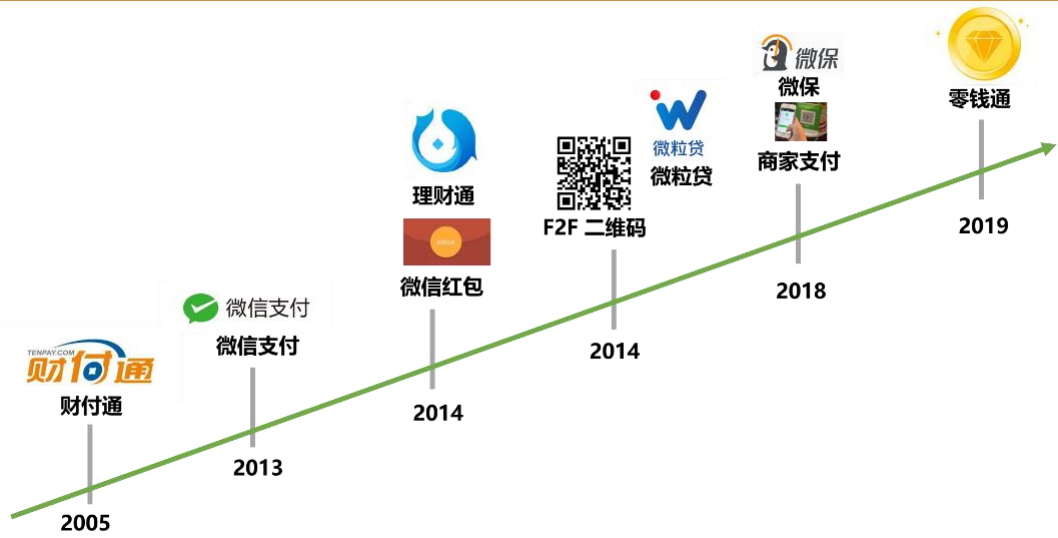 TENPAY.COM
财付通
财付通
2005
微信支付
微信支付
2013
理财通
微信红包
2014
F2F 二维码
2014
微粒贷
微粒贷
微保
微保
商家支付
2018
零钱通
2019